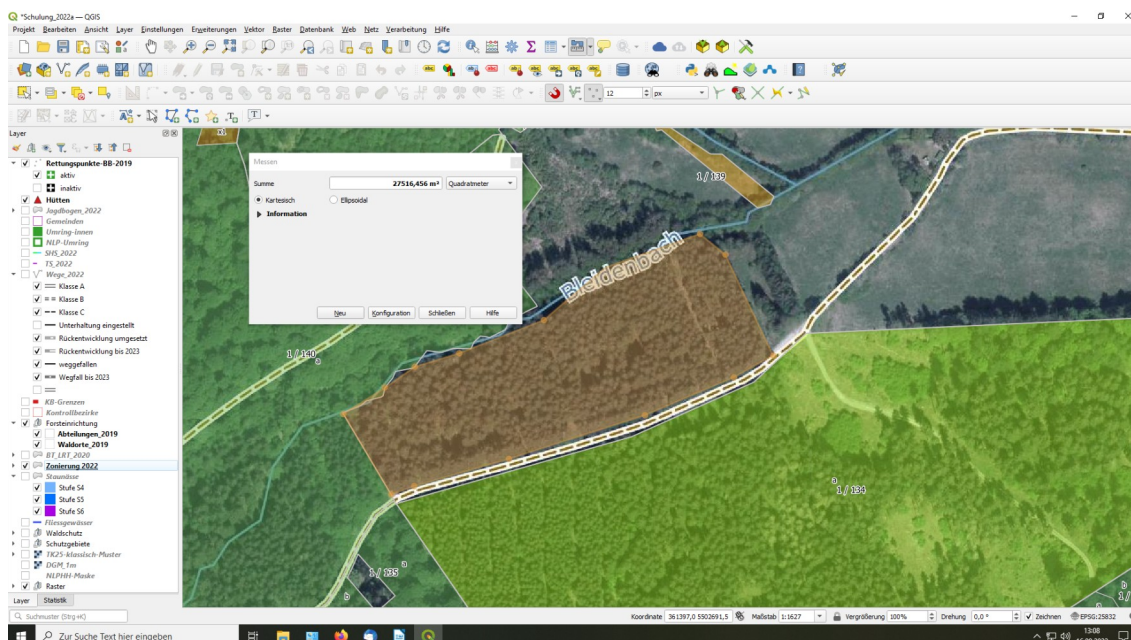 *Schulung_2022a — QGIS
Projekt Bearbeiten Ansicht Layer Einstellungen Erweiterungen Vektor Raster Datenbank Web Netz Verarbeitung Hilfe
12 px
Layer
Rettungspunkte-BB-2019
aktiv
inaktiv
Hütten
Jagdbogen_2022
Gemeinden
Umring-innen
NLP-Umring
SHS_2022
TS_2022
Wege_2022
Klasse A
Klasse B
Klasse C
Unterhaltung eingestellt
Rückentwicklung umgesetzt
Rückentwicklung bis 2023
weggefallen
Wegfall bis 2023
KB-Grenzen
Kontrollbezirke
Forsteinrichtung
Abteilungen_2019
Waldorte_2019
BT_LRT_2020
Zonierung 2022
Staunässe
Stufe S4
Stufe S5
Stufe S6
Fliessgewässer
Waldschutz
Schutzgebiete
TK25-klassisch-Muster
DGM_1m
NLPHH-Maske
Raster
Layer Statistik
x1
Messen
Summe 27516,456 m² Quadratmeter
Kartesisch Ellipsoidal
Information
Neu Konfiguration Schließen Hilfe
1 / 139
Bleidenbach
1 / 140
a
a
1 / 134
a
1 / 135
b
b
1 /
Suchmuster (Strg+K)
Koordinate 361397,0 5502691,5 Maßstab 1:1627 Vergrößerung 100% Drehung 0,0 ° Zeichnen EPSG:25832
Zur Suche Text hier eingeben
13:08